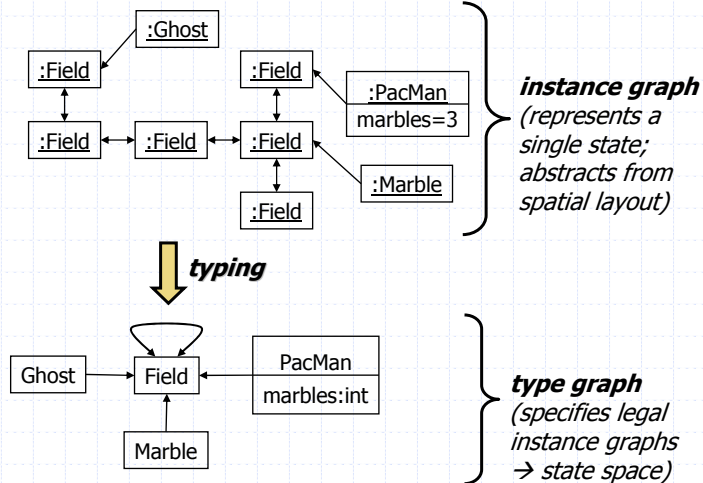 :Ghost
:Field
:Field
:PacMan
marbles=3
:Field
:Field
:Field
:Marble
:Field
instance graph
(represents a
single state;
abstracts from
spatial layout)
typing
Ghost
Field
PacMan
marbles:int
Marble
type graph
(specifies legal
instance graphs
→ state space)